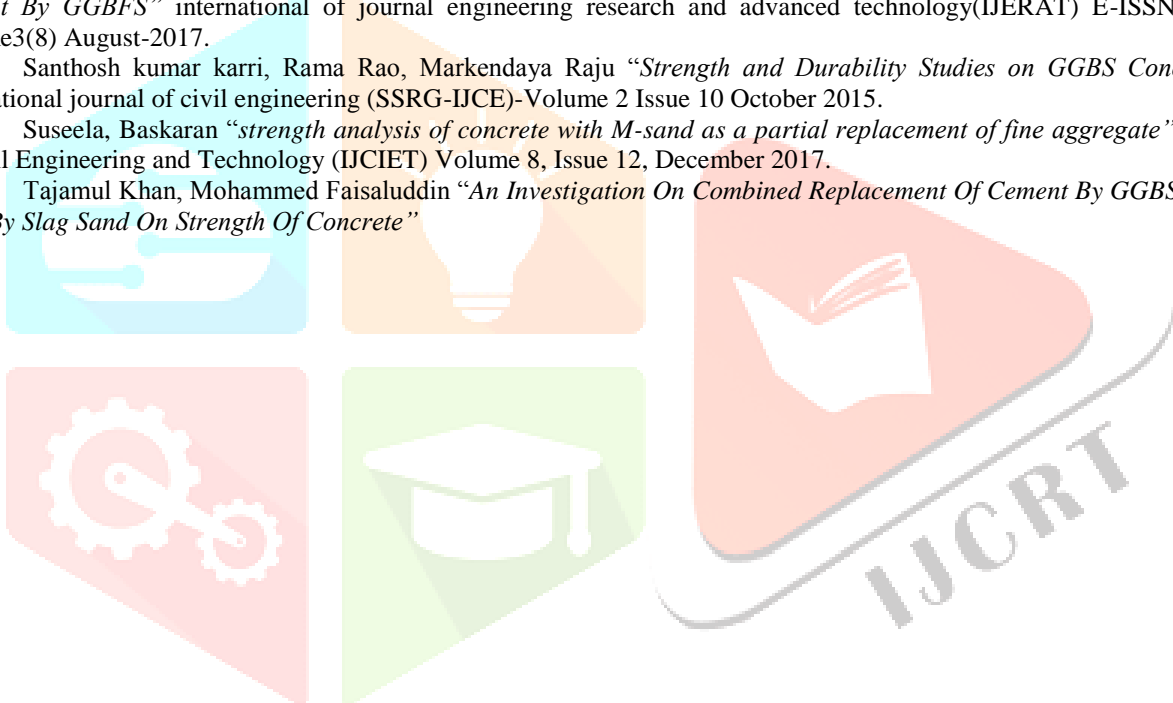 t By GGBFS” international of journal engineering research and advanced technology(IJERAT) E-ISSN
e3(8) August-2017.
Santhosh kumar karri, Rama Rao, Markendaya Raju “Strength and Durability Studies on GGBS Conc
ational journal of civil engineering (SSRG-IJCE)-Volume 2 Issue 10 October 2015.
Suseela, Baskaran “strength analysis of concrete with M-sand as a partial replacement of fine aggregate”
l Engineering and Technology (IJCIET) Volume 8, Issue 12, December 2017.
Tajamul Khan, Mohammed Faisaluddin “An Investigation On Combined Replacement Of Cement By GGBS
By Slag Sand On Strength Of Concrete”
IJCRT